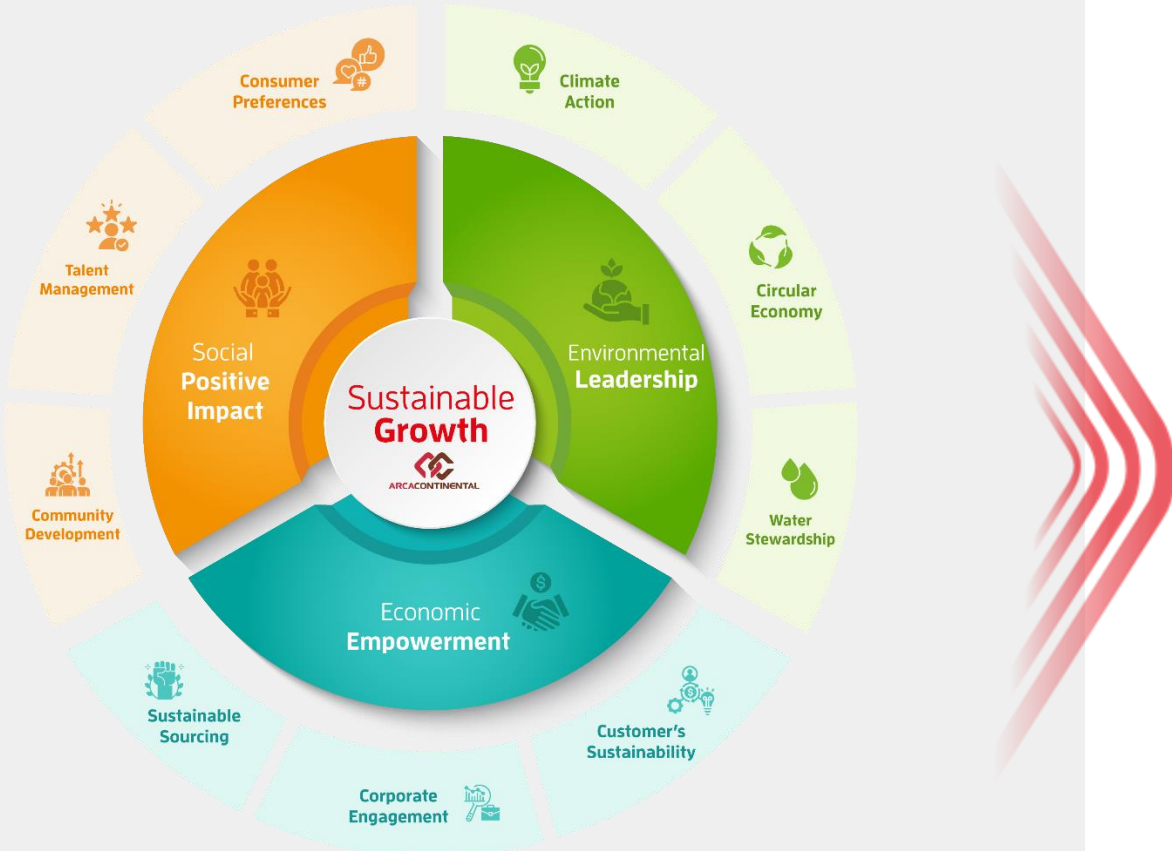 Consumer
Preferences
#
Climate
Action
Talent
Management
Circular
Economy
Social
Positive
Impact
Environmental
Leadership
Sustainable
Growth
ARCACONTINENTAL
Community
Development
Water
Stewardship
$
Economic
Empowerment
Sustainable
Sourcing
$
Customer's
Sustainability
Corporate
Engagement